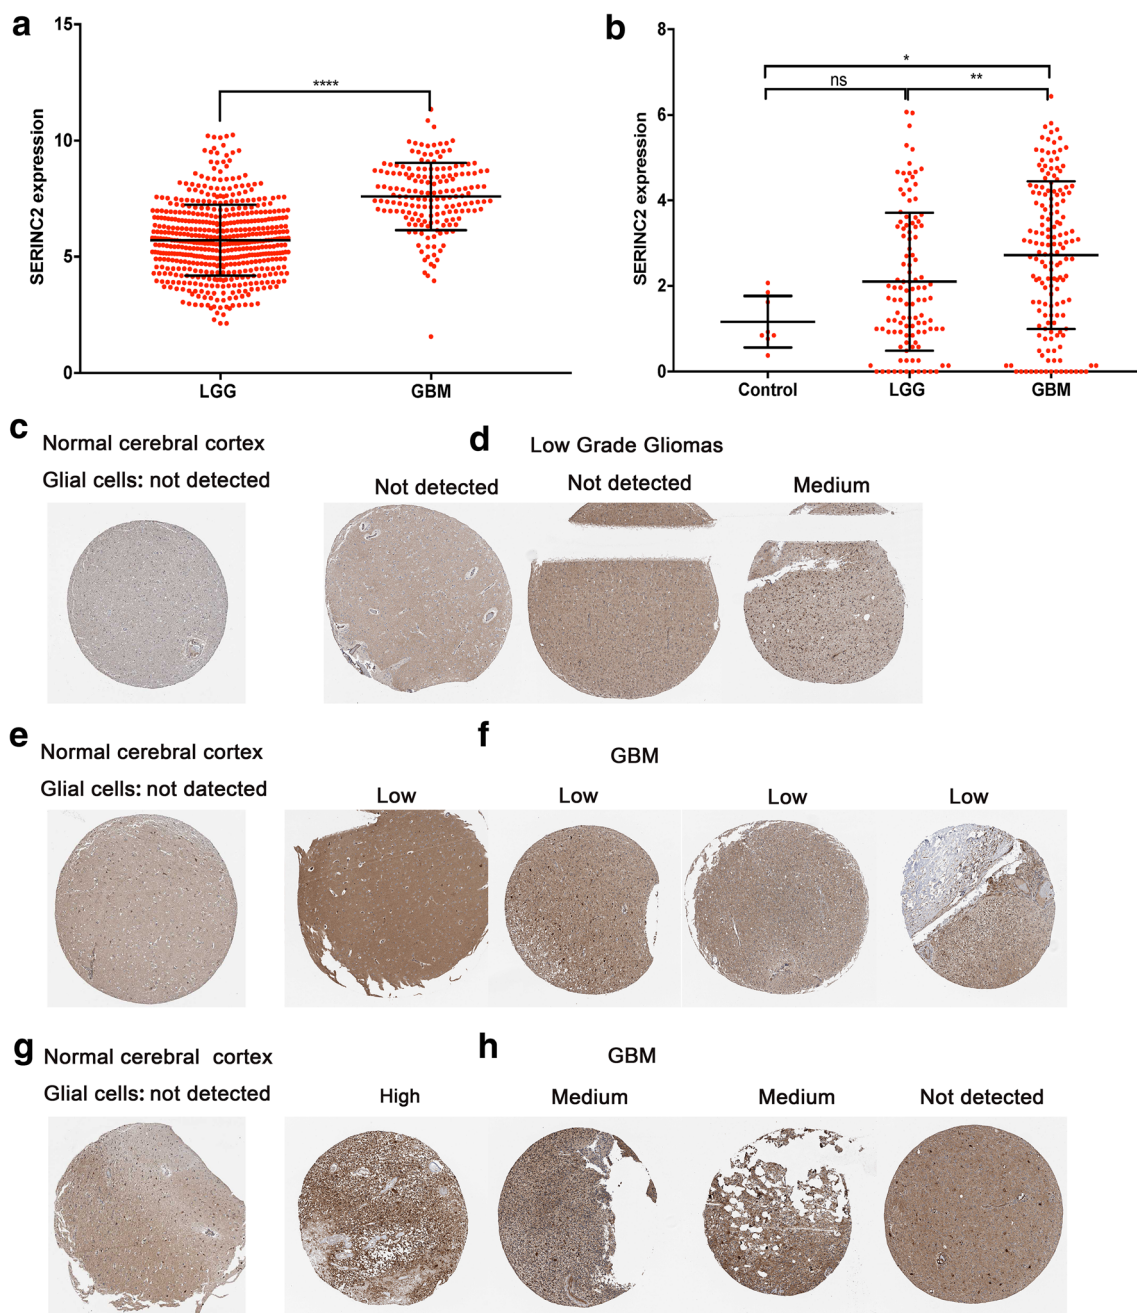 a
15
10
5
0
SERINC2 expression
****
LGG
GBM
b
8
6
4
2
0
SERINC2 expression
*
ns
**
Control
LGG
GBM
c
Normal cerebral cortex
Glial cells: not detected
d
Low Grade Gliomas
Not detected
Not detected
Medium
e
Normal cerebral cortex
Glial cells: not datected
f
GBM
Low
Low
Low
Low
g
Normal cerebral cortex
Glial cells: not detected
h
GBM
High
Medium
Medium
Not detected